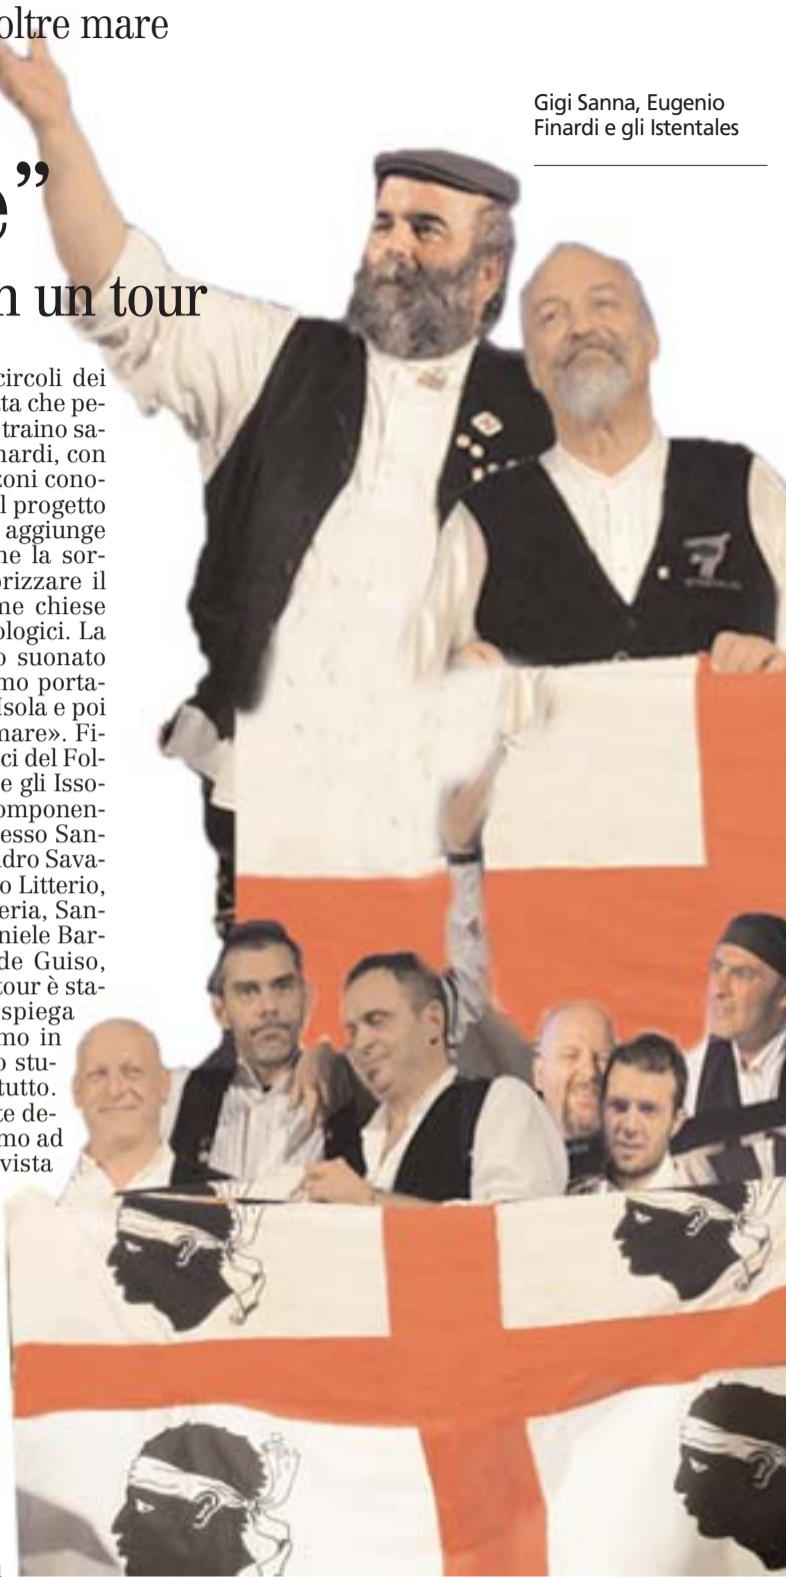 oltre mare
e”
n un tour
Gigi Sanna, Eugenio
Finardi e gli Istentales
circoli dei
ta che pe-
traino sa-
nardi, con
zoni cono-
l progetto
aggiunge
ne la sor-
orizzare il
me chiese
ologici. La
o suonato
mo porta-
Isola e poi
mare». Fi-
ci del Fol-
e gli Isso-
omponen-
esso San-
ndro Sava-
o Litterio,
eria, San-
niele Bar-
de Guiso,
tour è sta-
spiega
mo in
o stu-
tutto.
te de-
mo ad
vista